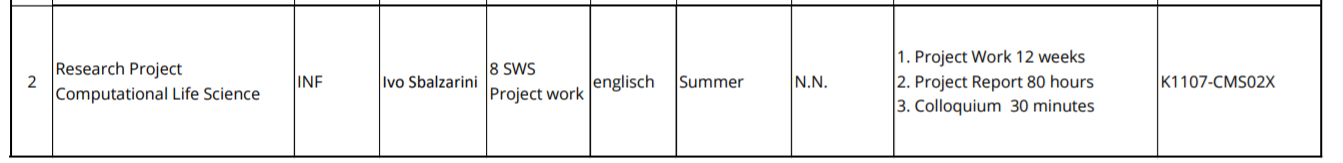 2
Research Project
Computational Life Science
INF
Ivo Sbalzarini
8 SWS
Project work
englisch
Summer
N.N.
1. Project Work 12 weeks
2. Project Report 80 hours
3. Colloquium  30 minutes
K1107-CMS02X